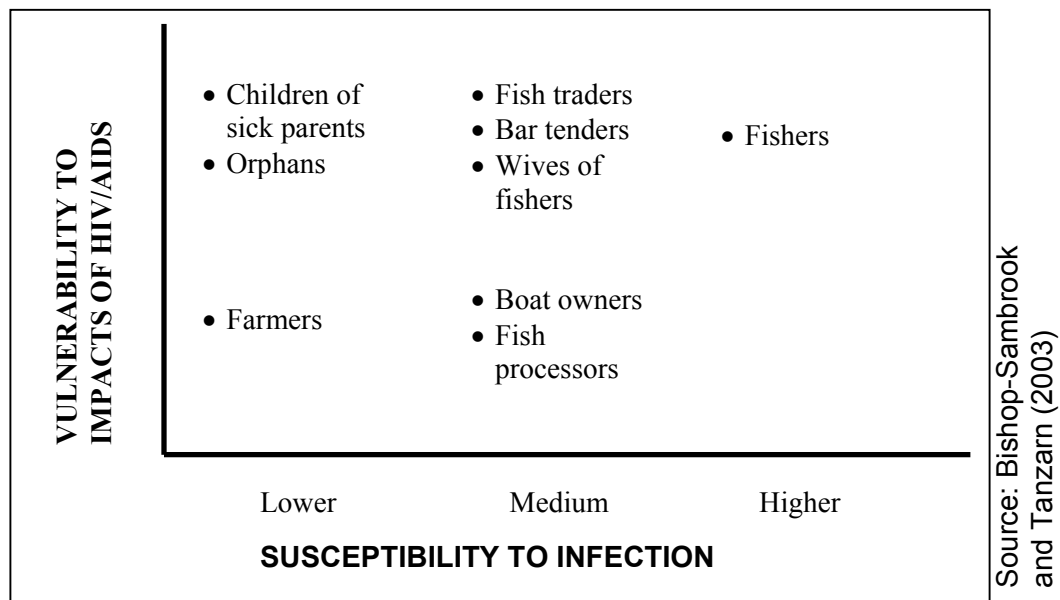 VULNERABILITY TO
IMPACTS OF HIV/AIDS
• Children of
sick parents
• Orphans
• Farmers
• Fish traders
• Bar tenders
• Wives of
fishers
• Boat owners
• Fish
processors
• Fishers
Lower
Medium
Higher
SUSCEPTIBILITY TO INFECTION
Source: Bishop-Sambrook
and Tanzarn (2003)